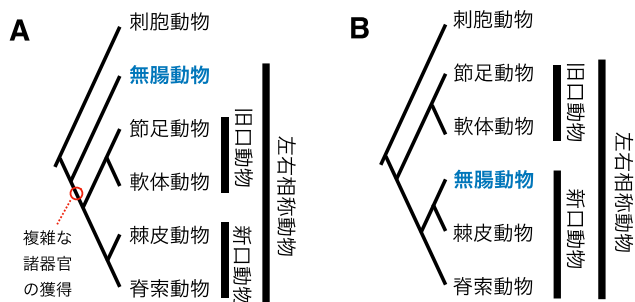 A
刺胞動物
無腸動物
節足動物
軟体動物
棘皮動物
脊索動物
旧口動物
新口動物
左右相称動物
複雑な
諸器官
の獲得
B
刺胞動物
節足動物
軟体動物
無腸動物
棘皮動物
脊索動物
旧口動物
新口動物
左右相称動物